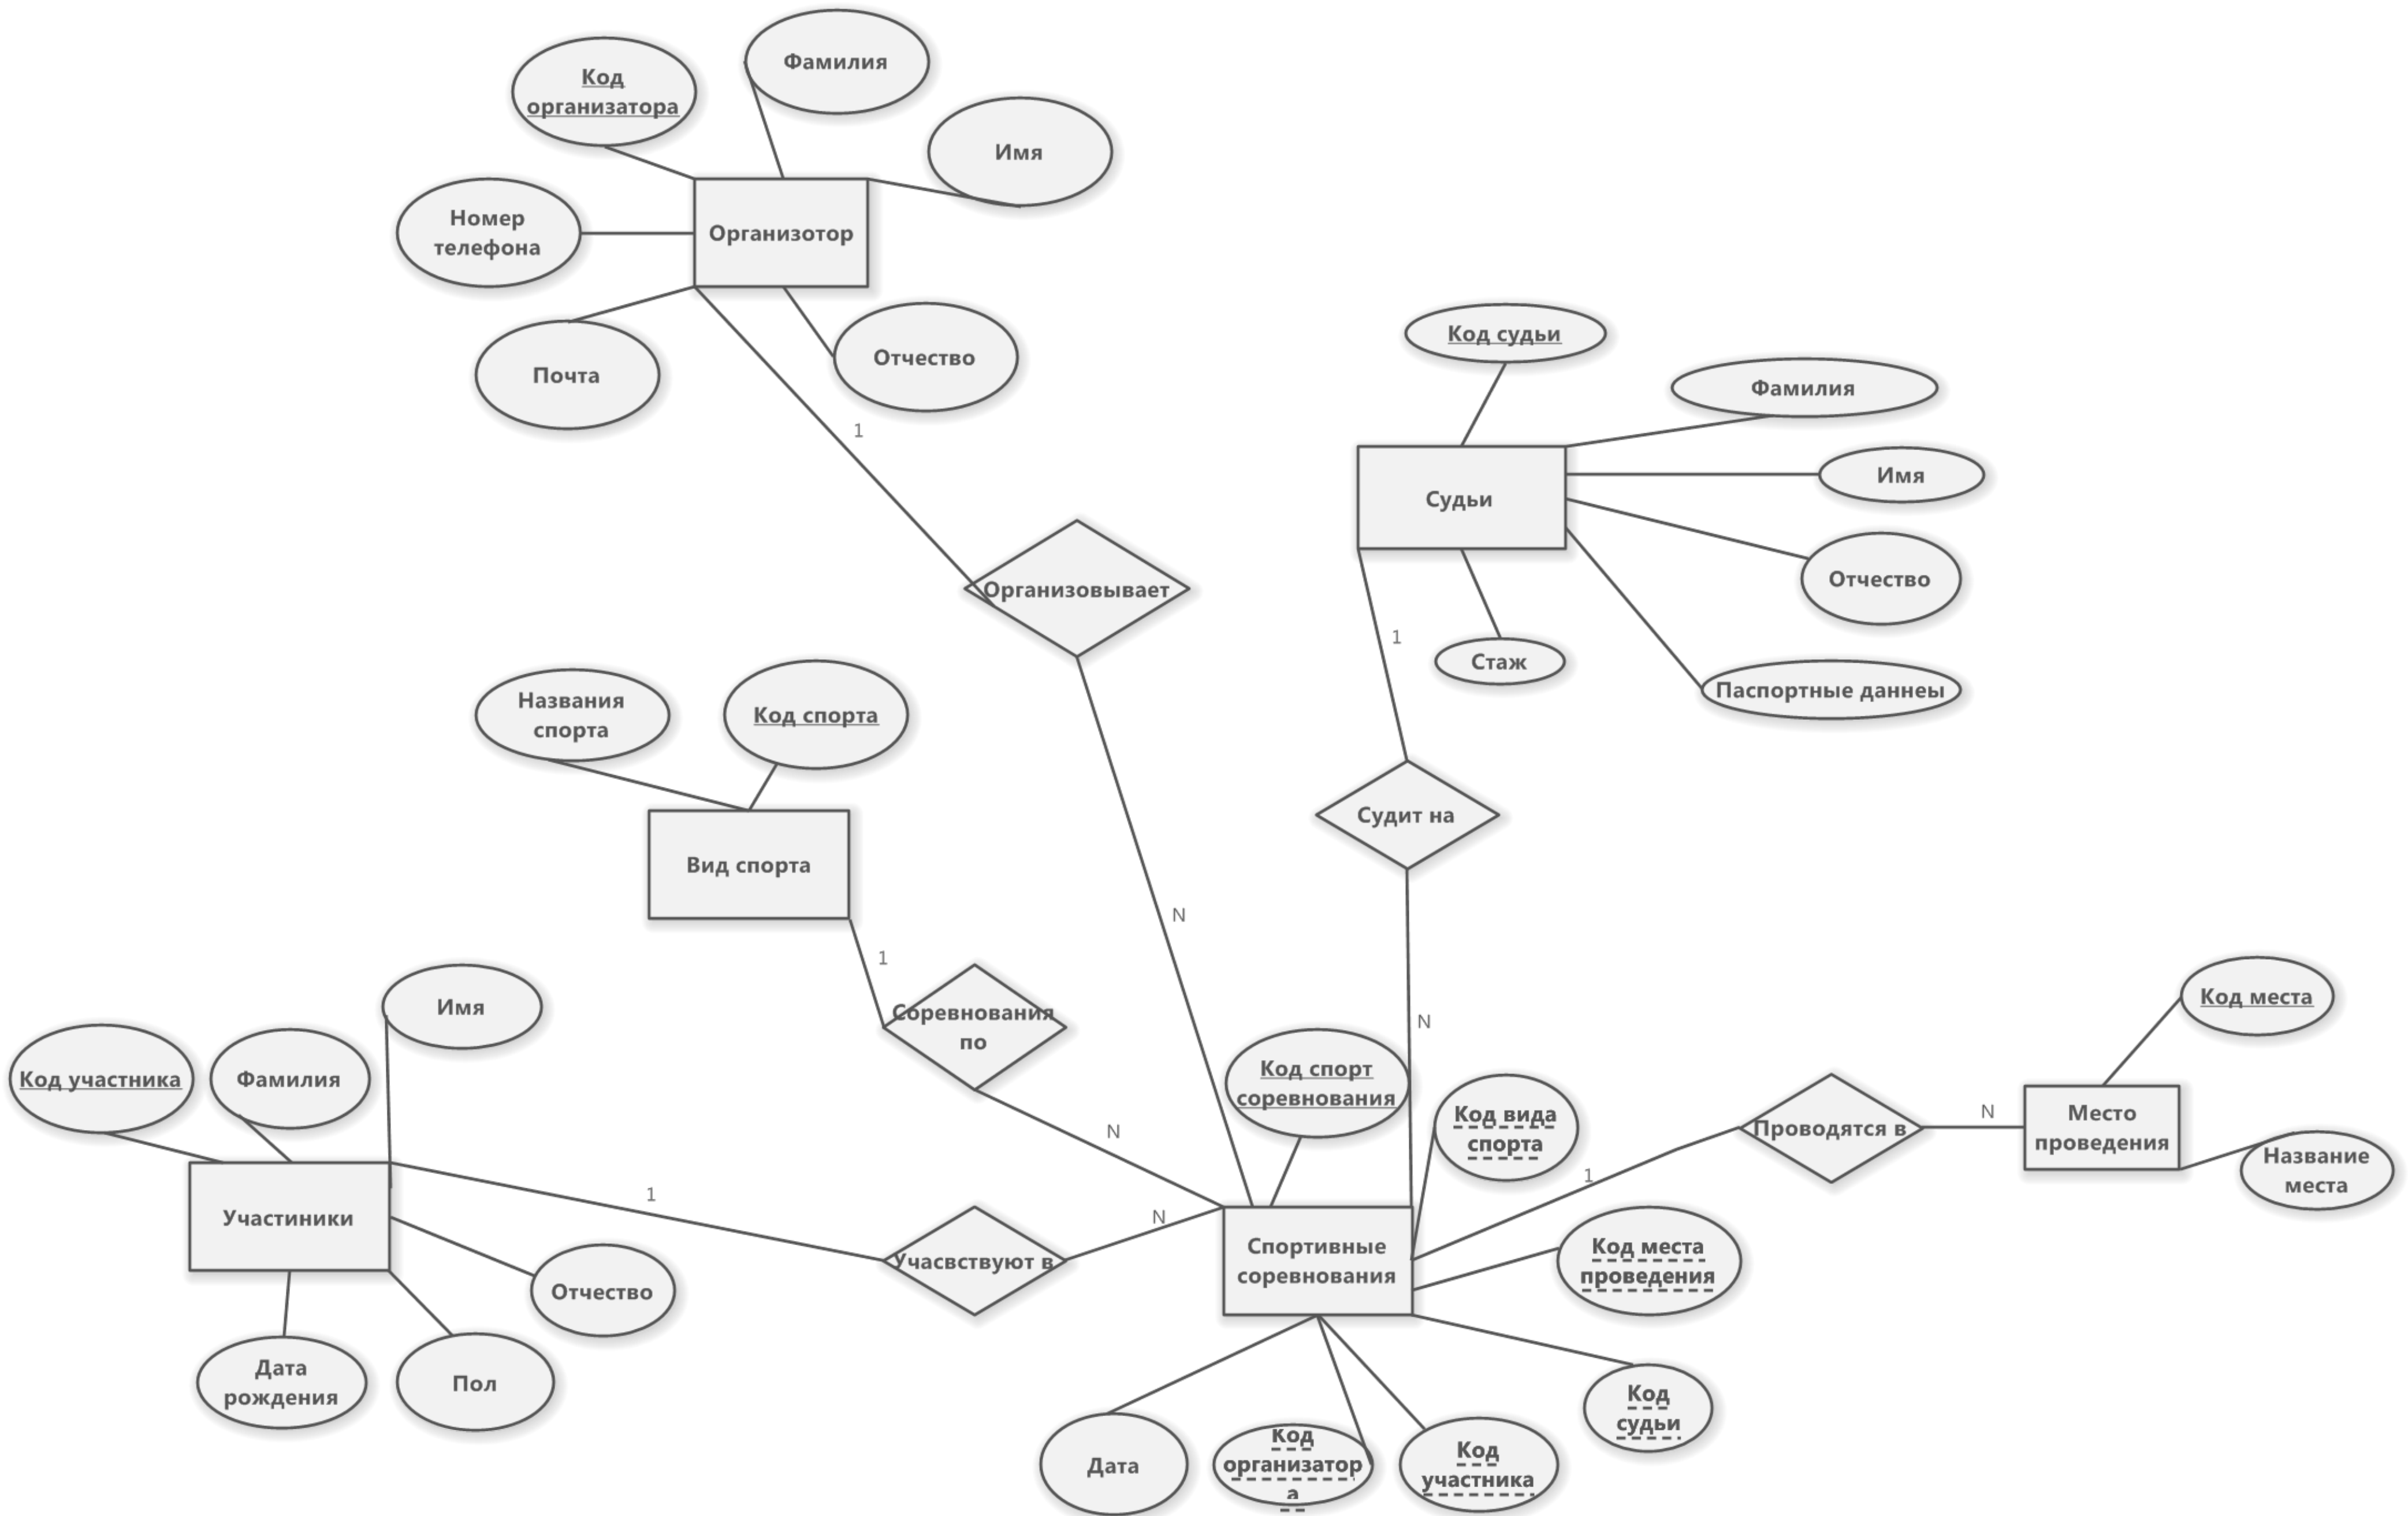 Фамилия
Код
организатора
Имя
Номер
телефона
Организотор
Почта
Отчество
1
Код судьи
Фамилия
Имя
Судьи
Отчество
Организовывает
1
Стаж
Паспортные даннеы
Названия
спорта
Код спорта
Судит на
Вид спорта
N
1
Соревнования
по
N
Имя
Код участника
Фамилия
Код места
Код спорт
соревнования
Код вида
спорта
N
Проводятся в
N
Место
проведения
Название
места
1
1
N
Участиники
Учасвствуют в
Спортивные
соревнования
Код места
проведения
Отчество
Дата
рождения
Пол
Код
судьи
Дата
Код
организатор
а
Код
участника